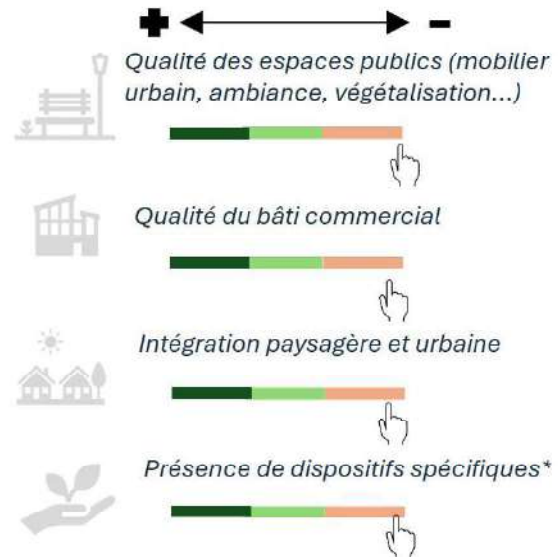 + -
Qualité des espaces publics (mobilier
urbain, ambiance, végétalisation...)
Qualité du bâti commercial
Intégration paysagère et urbaine
Présence de dispositifs spécifiques*